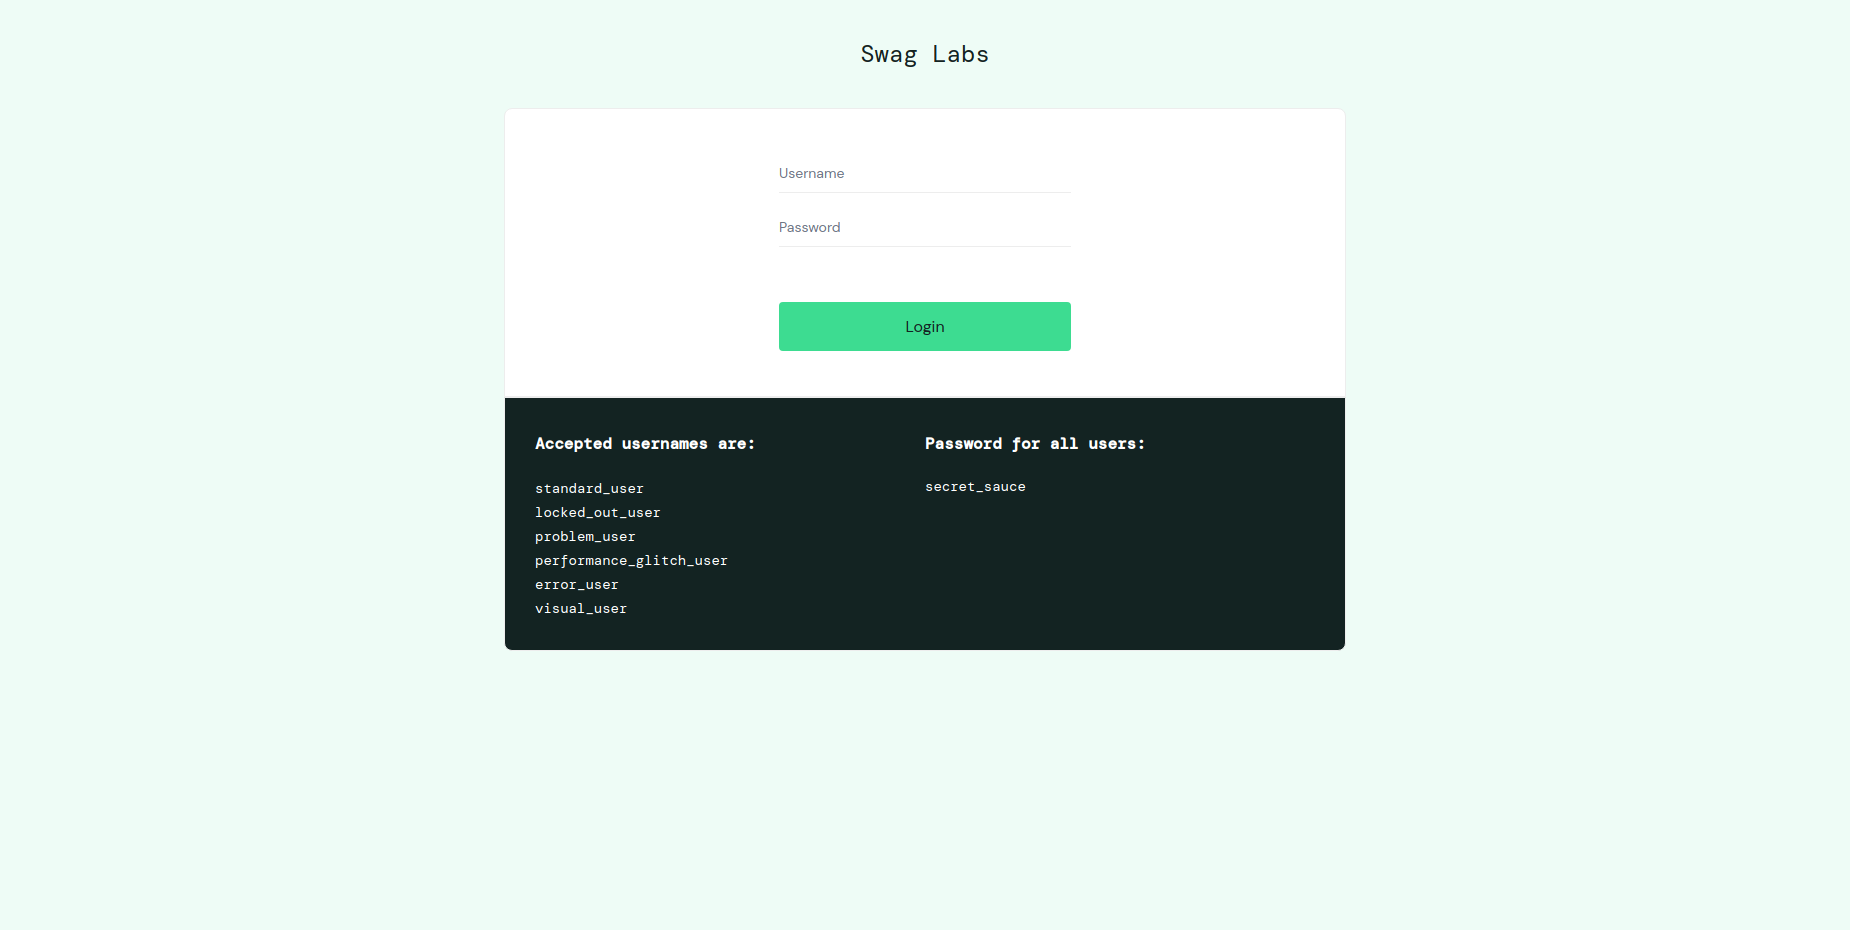 Swag Labs
Username
Password
Login
Accepted usernames are:
standard_user
locked_out_user
problem_user
performance_glitch_user
error_user
visual_user
Password for all users:
secret_sauce